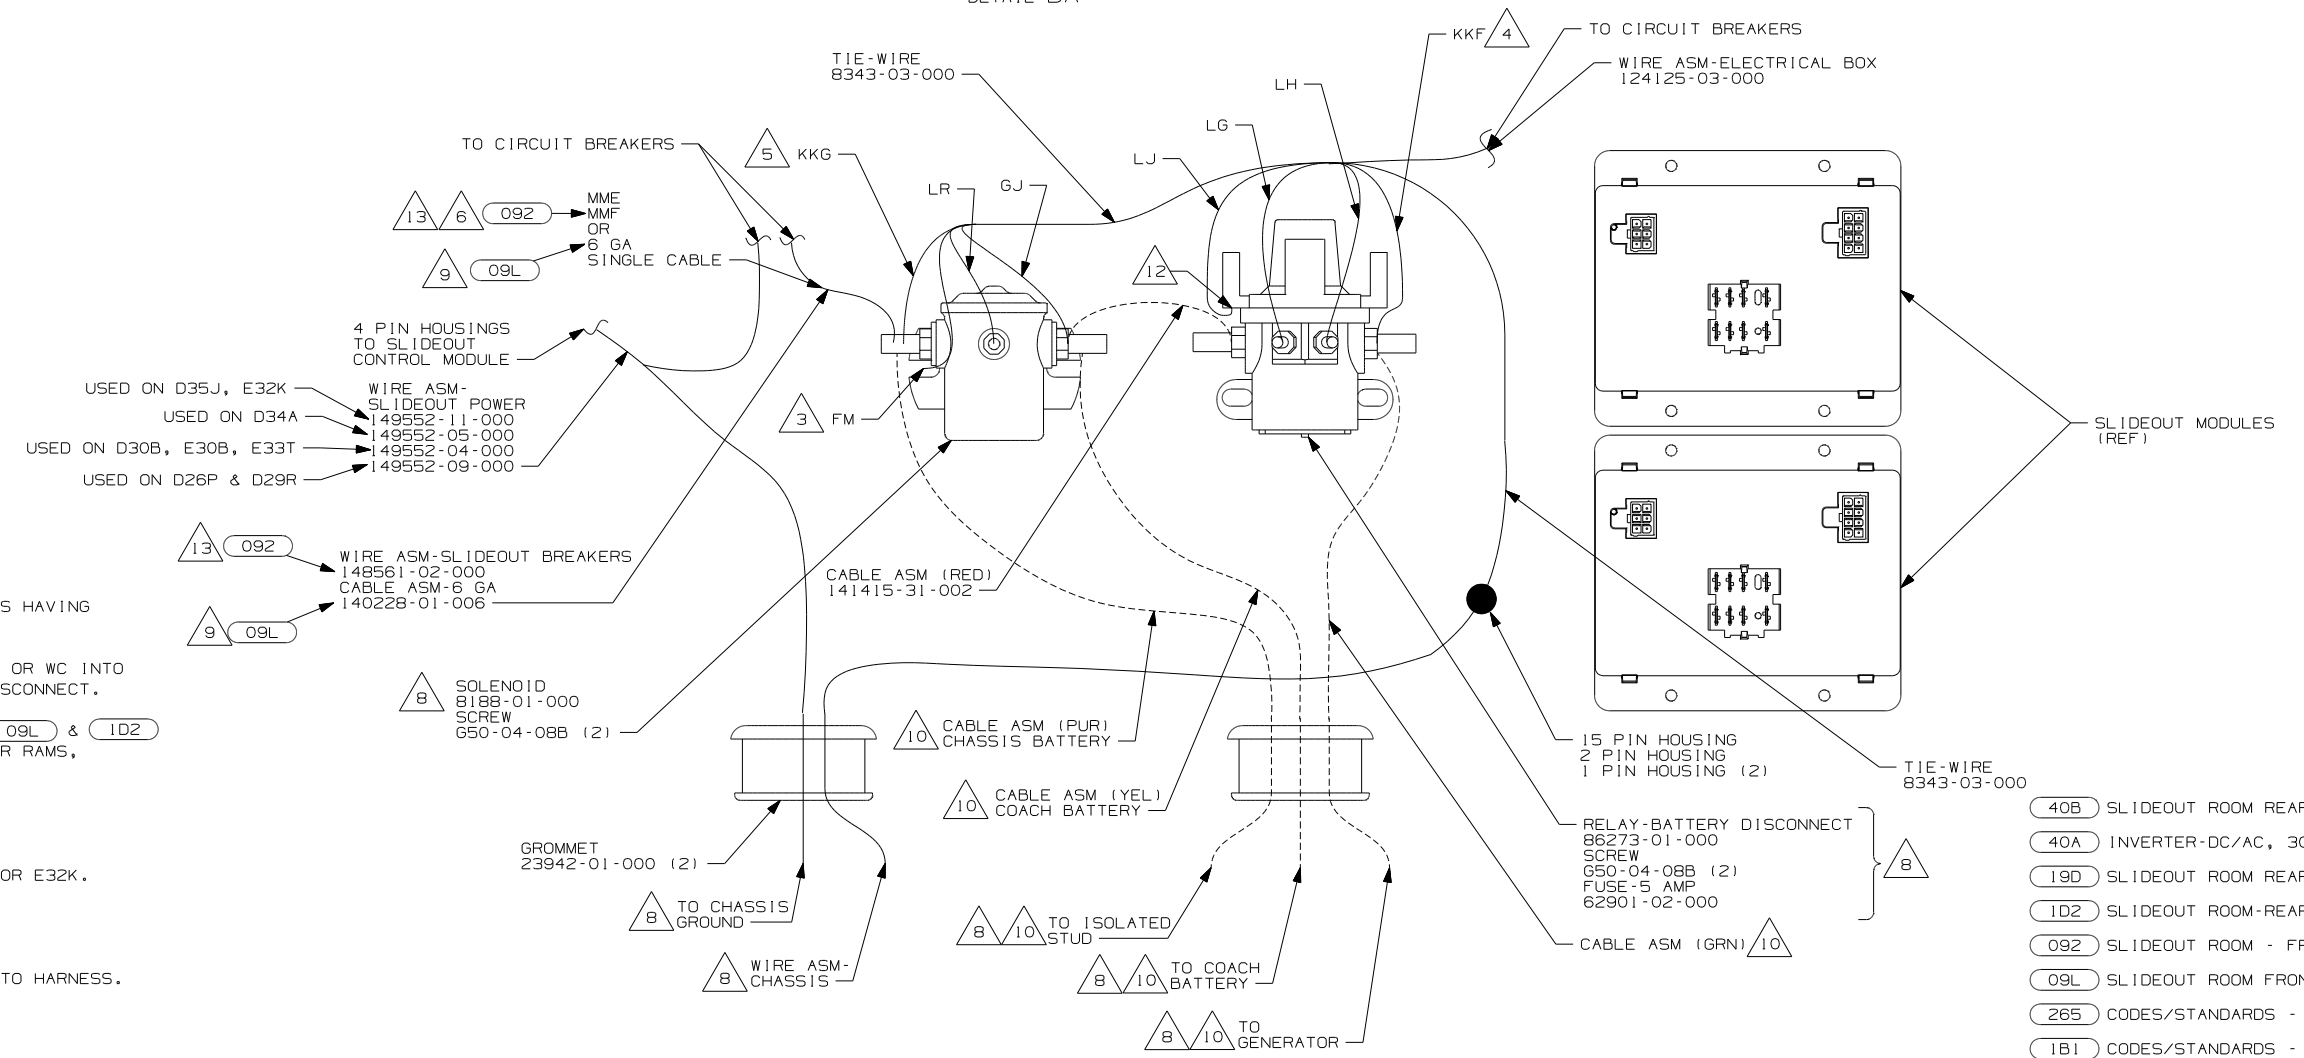 TIE-WIRE
8343-03-000
KKF
4
TO CIRCUIT BREAKERS
WIRE ASM-ELECTRICAL BOX
124125-03-000
LH
LG
LJ
TO CIRCUIT BREAKERS
5
KKG
LR
GJ
13
6
092
MME
MMF
OR
6 GA
SINGLE CABLE
9
09L
12
4 PIN HOUSINGS
TO SLIDEOUT
CONTROL MODULE
USED ON D35J, E32K
USED ON D34A
USED ON D30B, E30B, E33T
USED ON D26P & D29R
WIRE ASM-
SLIDEOUT POWER
149552-11-000
149552-05-000
149552-04-000
149552-09-000
3
FM
SLIDEOUT MODULES
(REF)
13
092
WIRE ASM-SLIDEOUT BREAKERS
148561-02-000
CABLE ASM-6 GA
140228-01-006
9
09L
CABLE ASM (RED)
141415-31-002
S HAVING
OR WC INTO
SCONNECT.
09L & 1D2
R RAMS,
OR E32K.
TO HARNESS.
8
SOLENOID
8188-01-000
SCREW
G50-04-08B (2)
10
CABLE ASM (PUR)
CHASSIS BATTERY
10
CABLE ASM (YEL)
COACH BATTERY
15 PIN HOUSING
2 PIN HOUSING
1 PIN HOUSING (2)
TIE-WIRE
8343-03-000
GROMMET
23942-01-000 (2)
RELAY-BATTERY DISCONNECT
86273-01-000
SCREW
G50-04-08B (2)
FUSE-5 AMP
62901-02-000
8
CABLE ASM (GRN)
10
8
TO CHASSIS
GROUND
8
WIRE ASM-
CHASSIS
8
10
TO ISOLATED
STUD
8
10
TO COACH
BATTERY
8
10
TO
GENERATOR
40B SLIDEOUT ROOM REAR
40A INVERTER-DC/AC, 30
19D SLIDEOUT ROOM REAR
1D2 SLIDEOUT ROOM-REAR
092 SLIDEOUT ROOM - FR
09L SLIDEOUT ROOM FRON
265 CODES/STANDARDS -
1B1 CODES/STANDARDS -